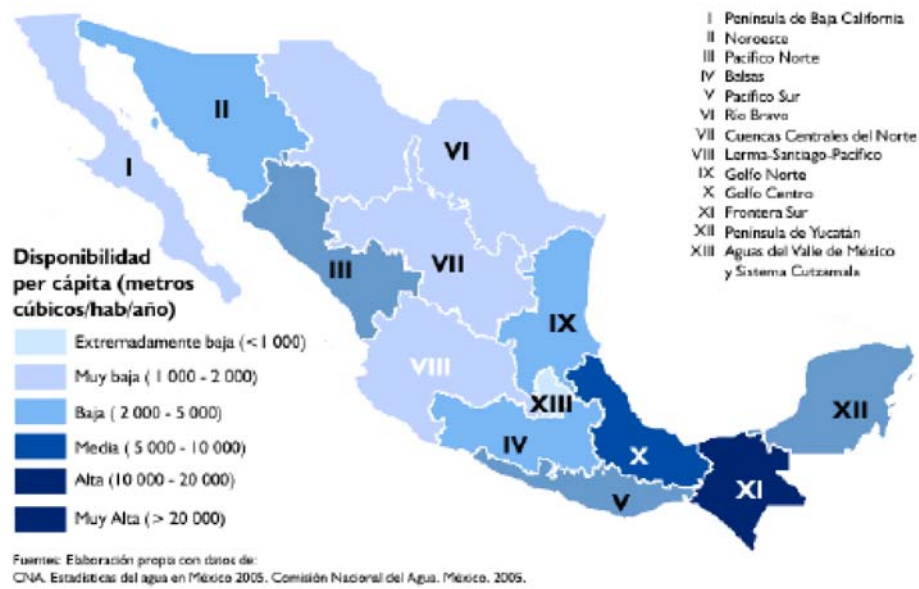 I Península de Baja California
II Noroeste
III Pacífico Norte
IV Balsas
V Pacífico Sur
VI Río Bravo
VII Cuencas Centrales del Norte
VIII Lerma-Santiago-Pacífico
IX Golfo Norte
X Golfo Centro
XI Frontera Sur
XII Península de Yucatán
XIII Aguas del Valle de México
y Sistema Cutzamala
II
I
VI
III
VII
IX
VIII
XIII
XII
IV
X
V
XI
Disponibilidad
per cápita (metros
cúbicos/hab/año)
Extremadamente baja (<1 000)
Muy baja ( 1 000 - 2 000)
Baja ( 2 000 - 5 000)
Media ( 5 000 - 10 000)
Alta (10 000 - 20 000)
Muy Alta (> 20 000)
Fuentes: Elaboración propia con datos de:
CNA. Estadísticas del agua en México 2005. Comisión Nacional del Agua. México. 2005.